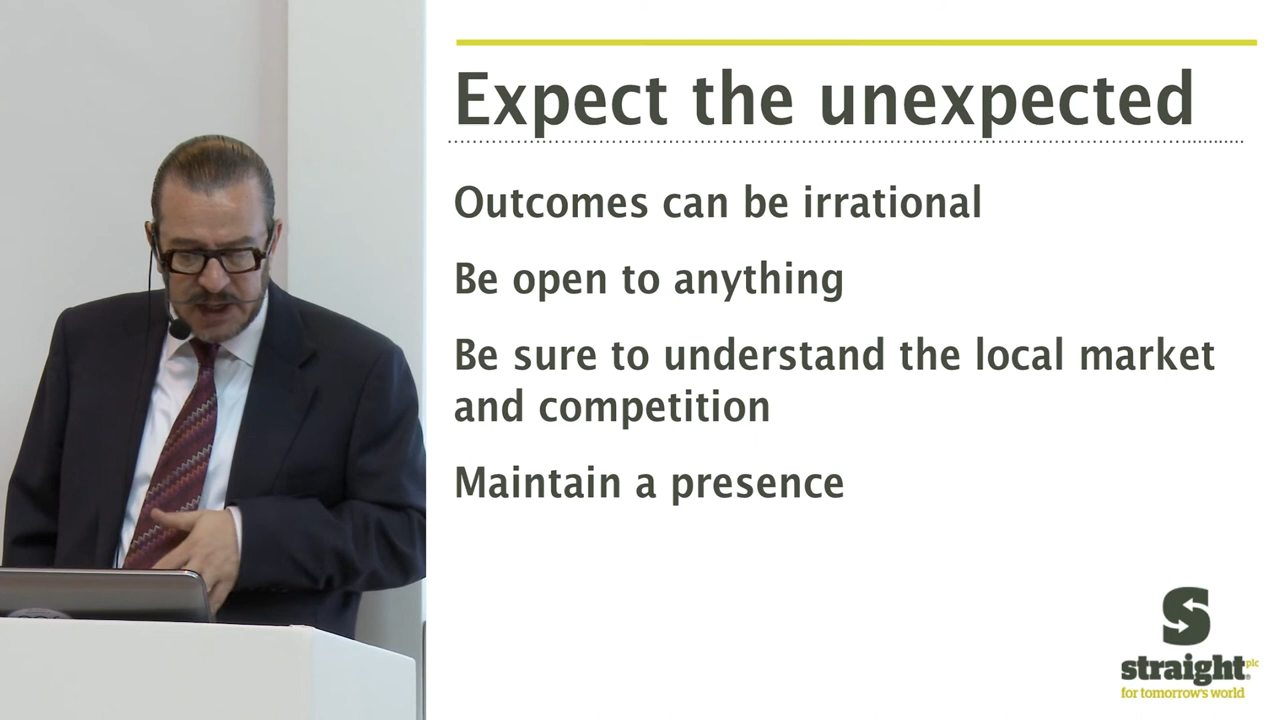 Expect the unexpected
Outcomes can be irrational
Be open to anything
Be sure to understand the local market
and competition
Maintain a presence
S
straight plc ®
for tomorrow's world